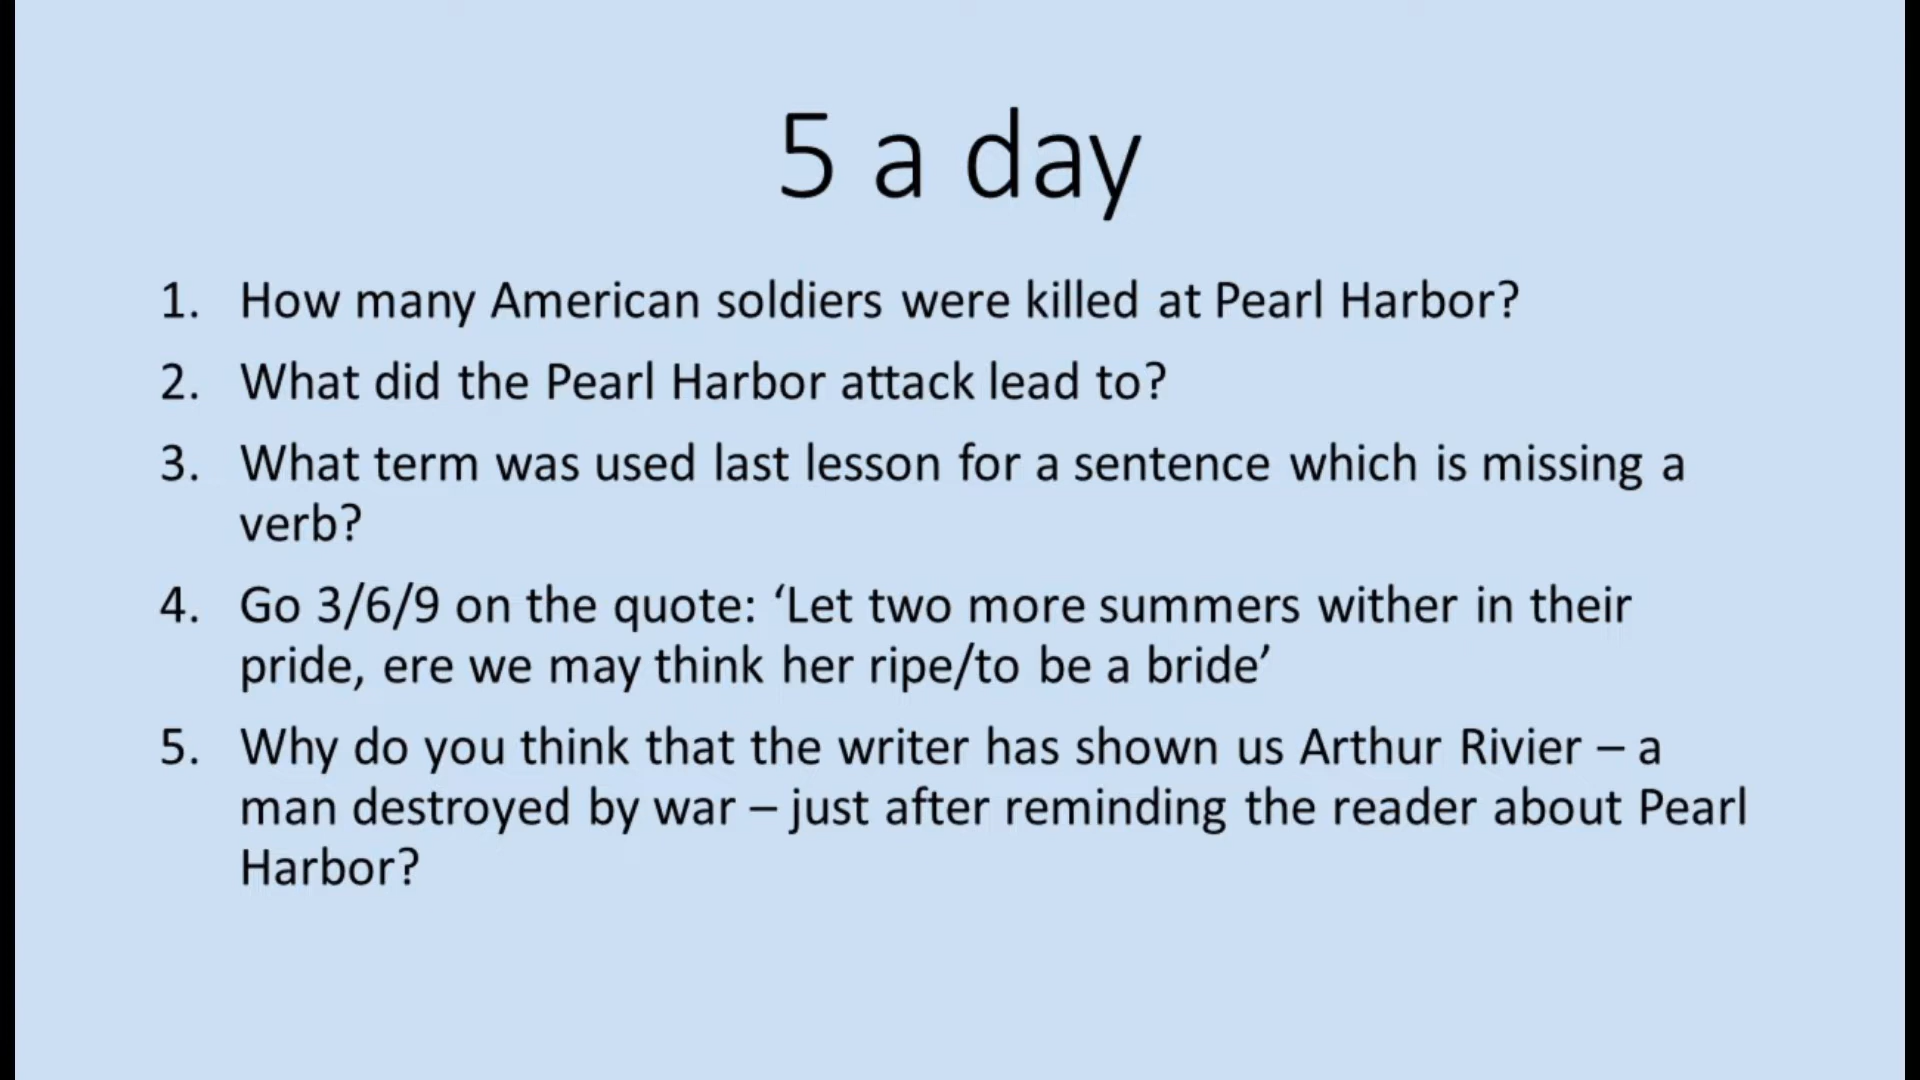 5 a day
1. How many American soldiers were killed at Pearl Harbor?
2. What did the Pearl Harbor attack lead to?
3. What term was used last lesson for a sentence which is missing a
verb?
4. Go 3/6/9 on the quote: ‘Let two more summers wither in their
pride, ere we may think her ripe/to be a bride’
5. Why do you think that the writer has shown us Arthur Rivier – a
man destroyed by war – just after reminding the reader about Pearl
Harbor?